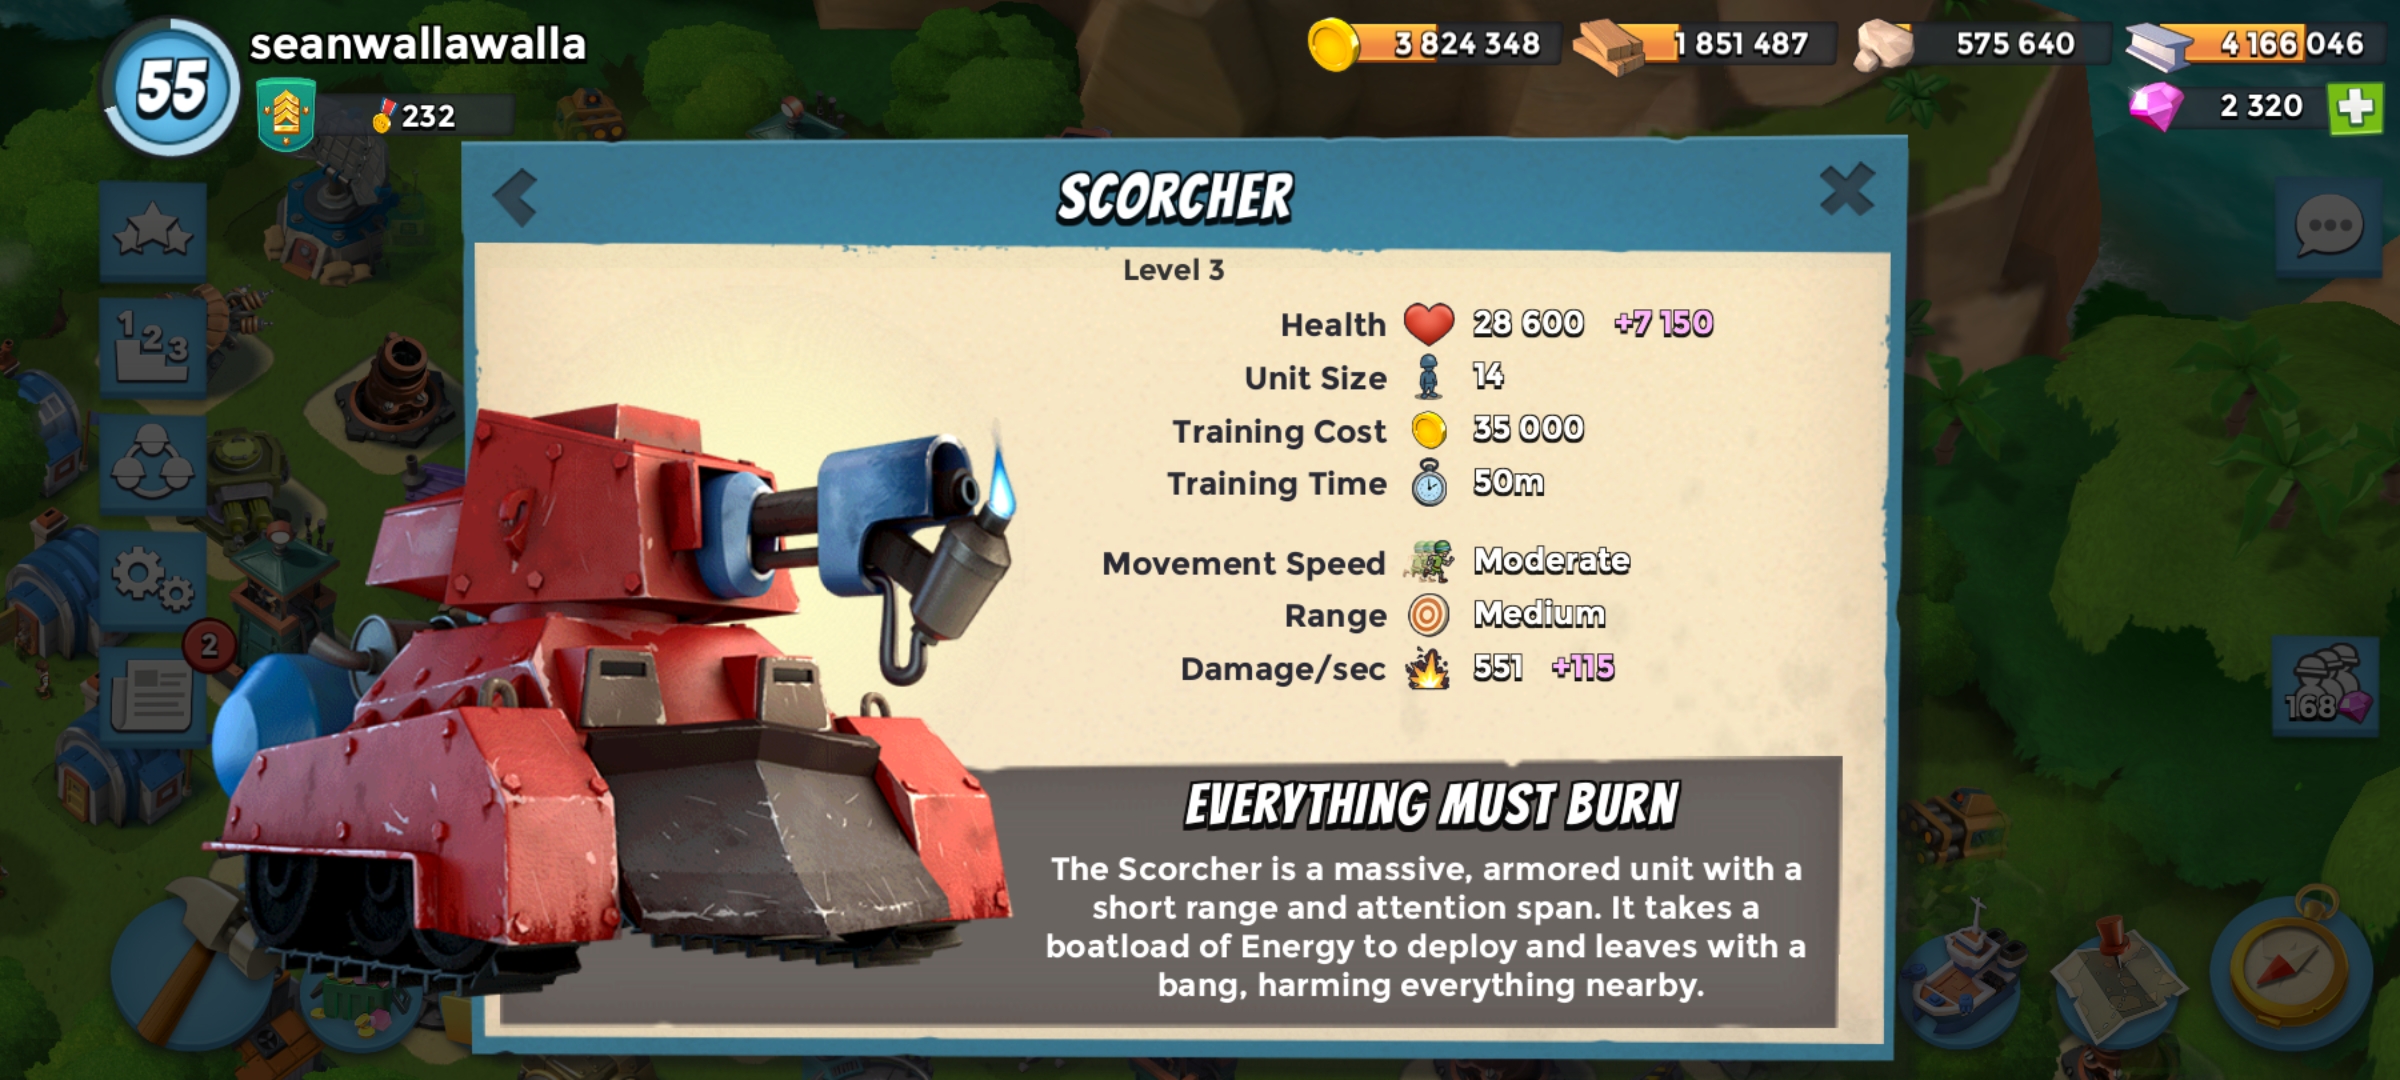 55
seanwallawalla
232
3 824 348
1 851 487
575 640
4 166 046
2 320
SCORCHER
Level 3
Health 28 600 +7 150
Unit Size 14
Training Cost 35 000
Training Time 50m
Movement Speed Moderate
Range Medium
Damage/sec 551 +115
EVERYTHING MUST BURN
The Scorcher is a massive, armored unit with a
short range and attention span. It takes a
boatload of Energy to deploy and leaves with a
bang, harming everything nearby.
1 2 3
2
168